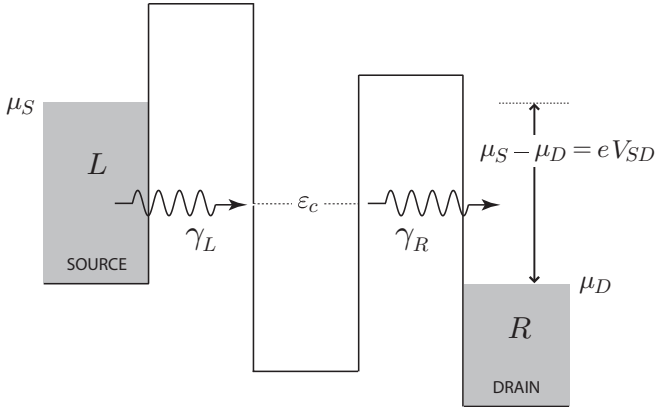 μ_S
L
SOURCE
γ_L
ε_c
γ_R
μ_S − μ_D = eV_SD
μ_D
R
DRAIN